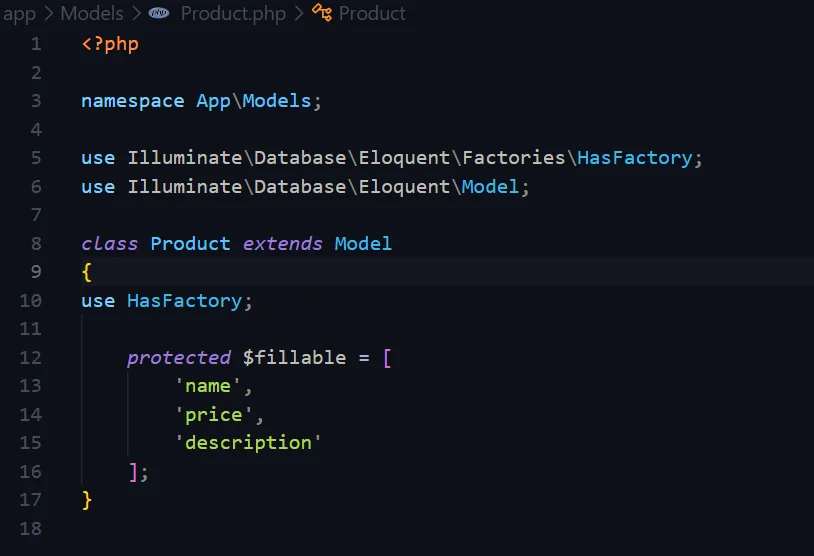 app > Models > php Product.php > Product
1 <?php
2
3 namespace App\Models;
4
5 use Illuminate\Database\Eloquent\Factories\HasFactory;
6 use Illuminate\Database\Eloquent\Model;
7
8 class Product extends Model
9 {
10 use HasFactory;
11
12     protected $fillable = [
13         'name',
14         'price',
15         'description'
16     ];
17 }
18